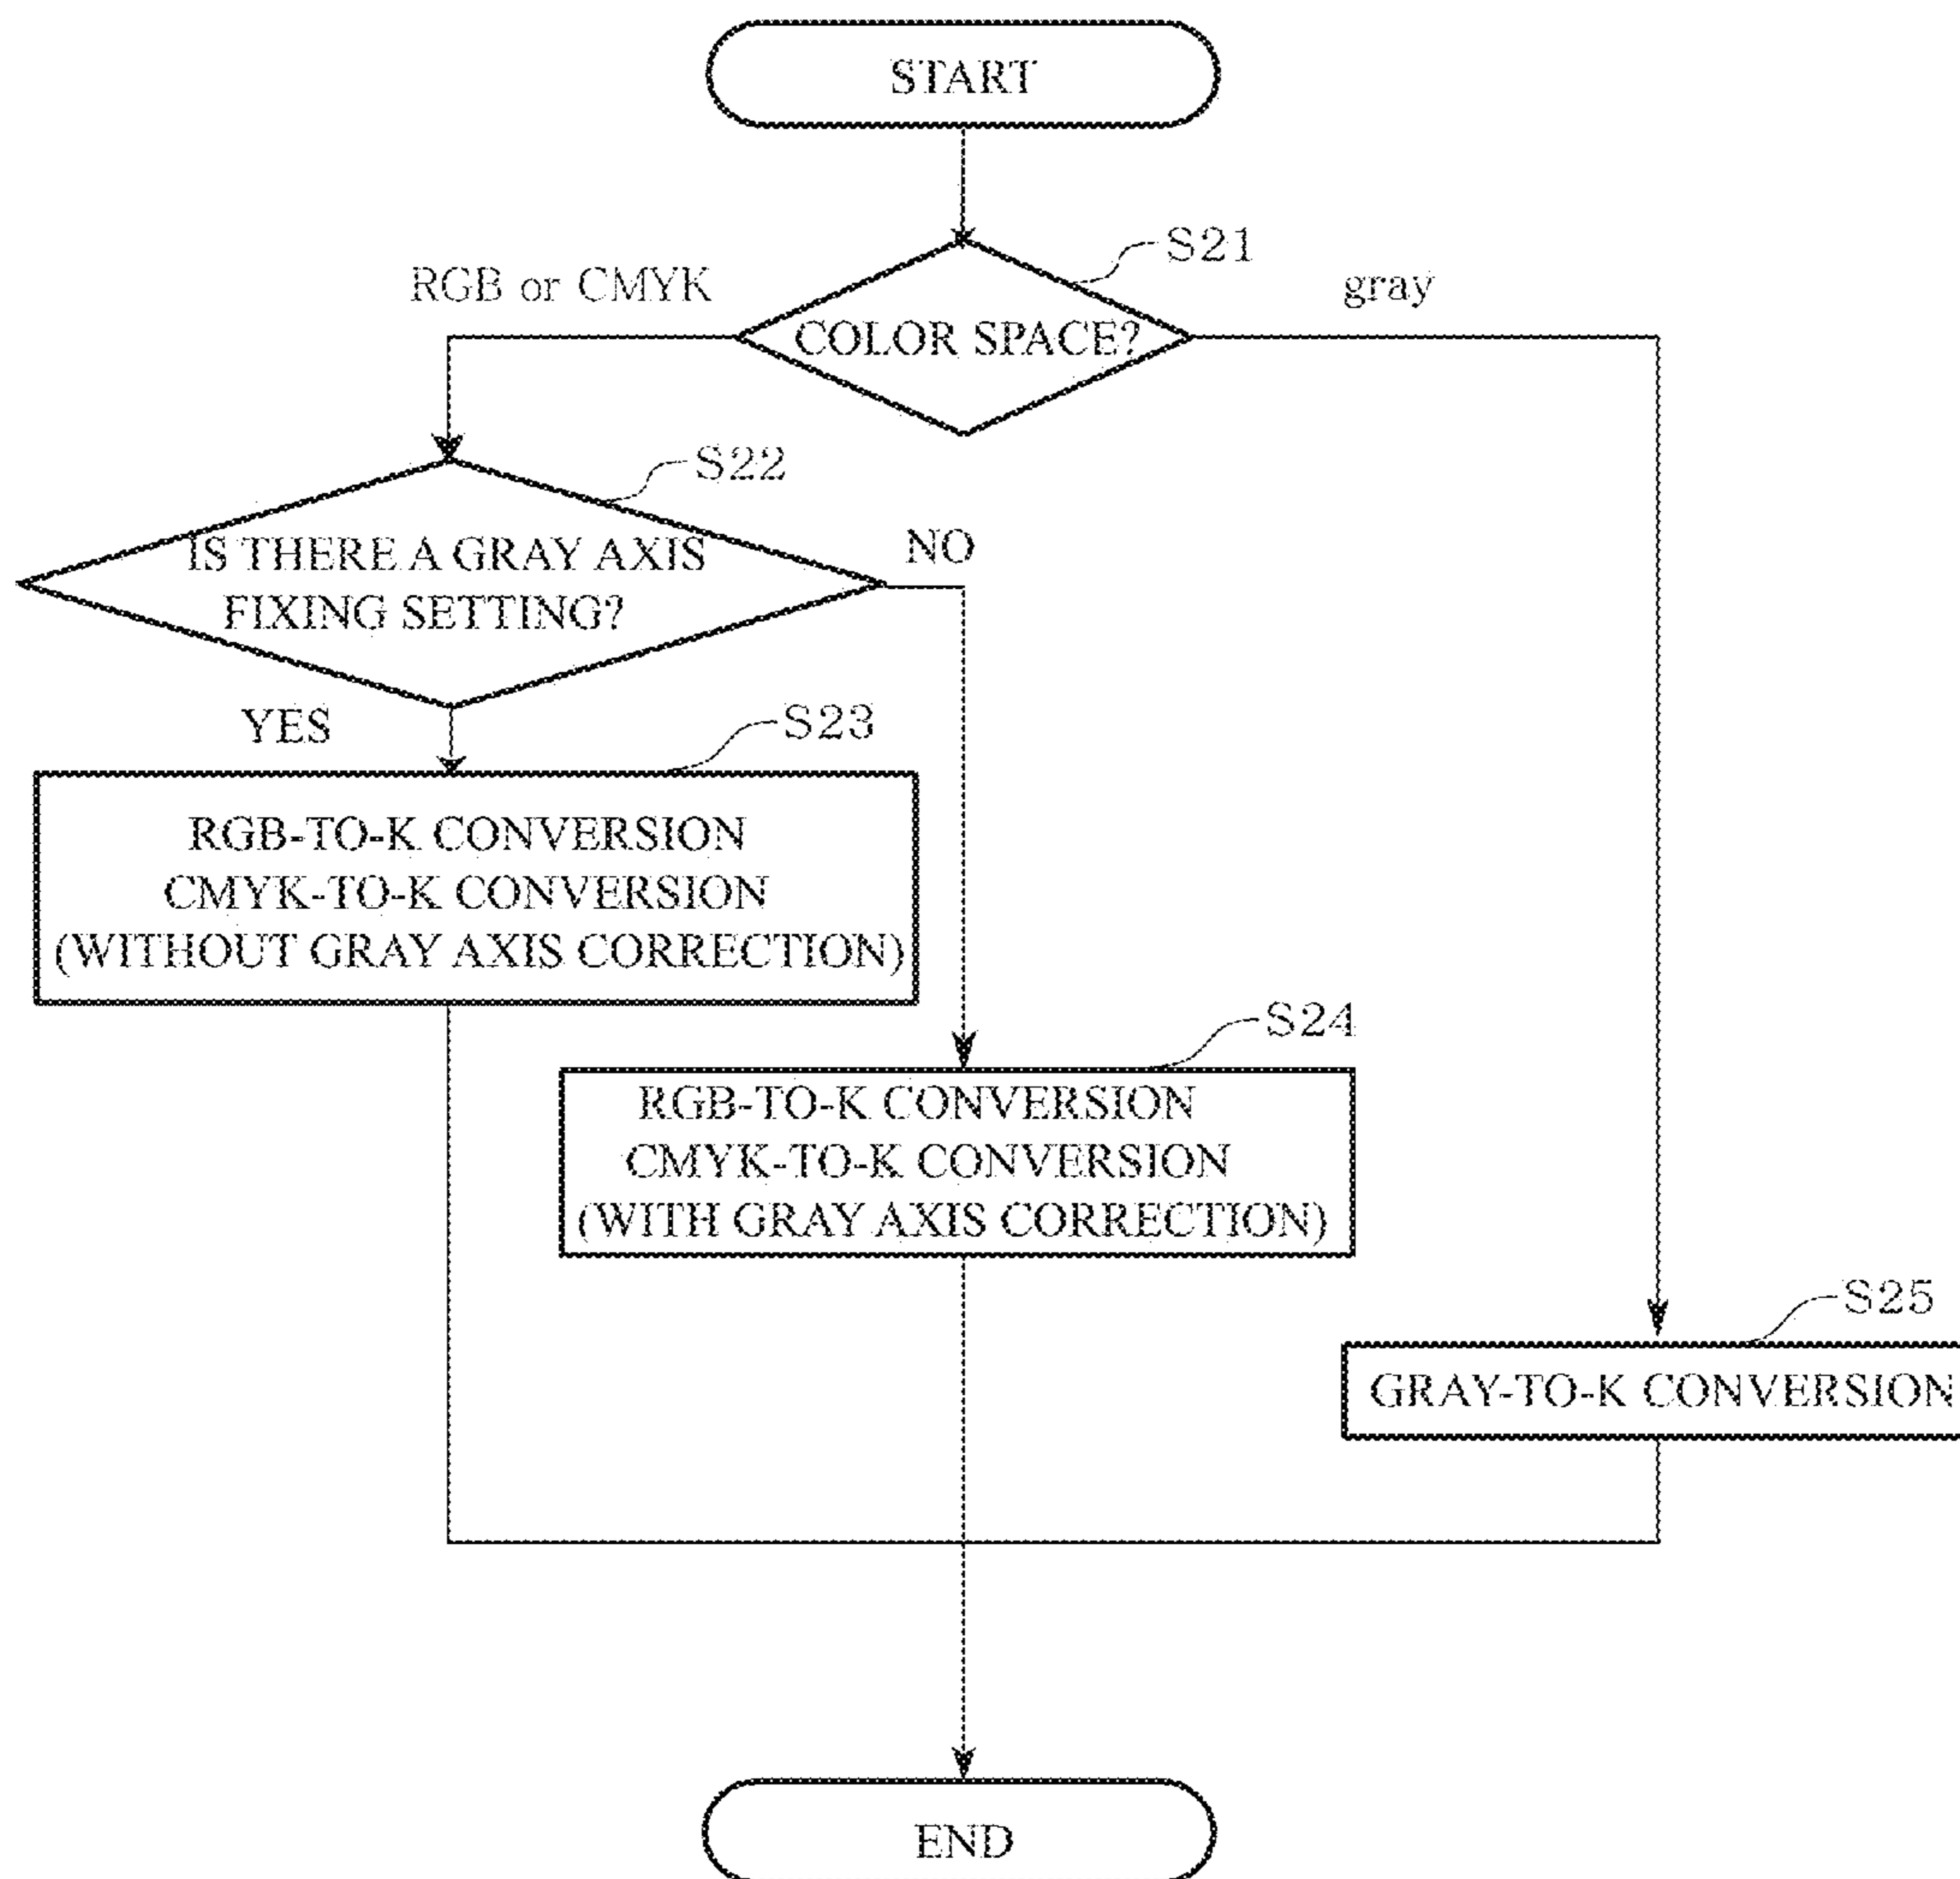 START
S21
RGB or CMYK
gray
COLOR SPACE?
S22
NO
IS THERE A GRAY AXIS
FIXING SETTING?
YES
S23
RGB-TO-K CONVERSION
CMYK-TO-K CONVERSION
(WITHOUT GRAY AXIS CORRECTION)
S24
RGB-TO-K CONVERSION
CMYK-TO-K CONVERSION
(WITH GRAY AXIS CORRECTION)
S25
GRAY-TO-K CONVERSION
END